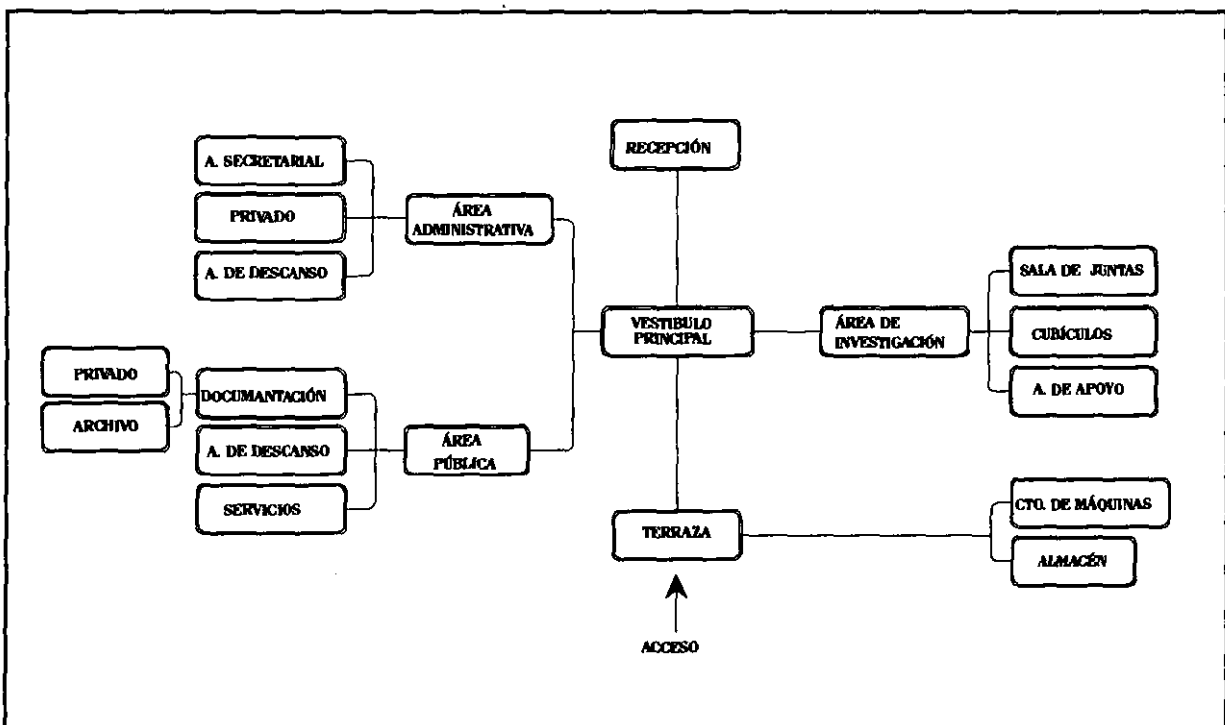 RECEPCIÓN
A. SECRETARIAL
PRIVADO
A. DE DESCANSO
ÁREA
ADMINISTRATIVA
VESTIBULO
PRINCIPAL
ÁREA DE
INVESTIGACIÓN
SALA DE JUNTAS
CUBÍCULOS
A. DE APOYO
PRIVADO
ARCHIVO
DOCUMANTACIÓN
A. DE DESCANSO
SERVICIOS
ÁREA
PÚBLICA
TERRAZA
CTO. DE MÁQUINAS
ALMACÉN
ACCESO